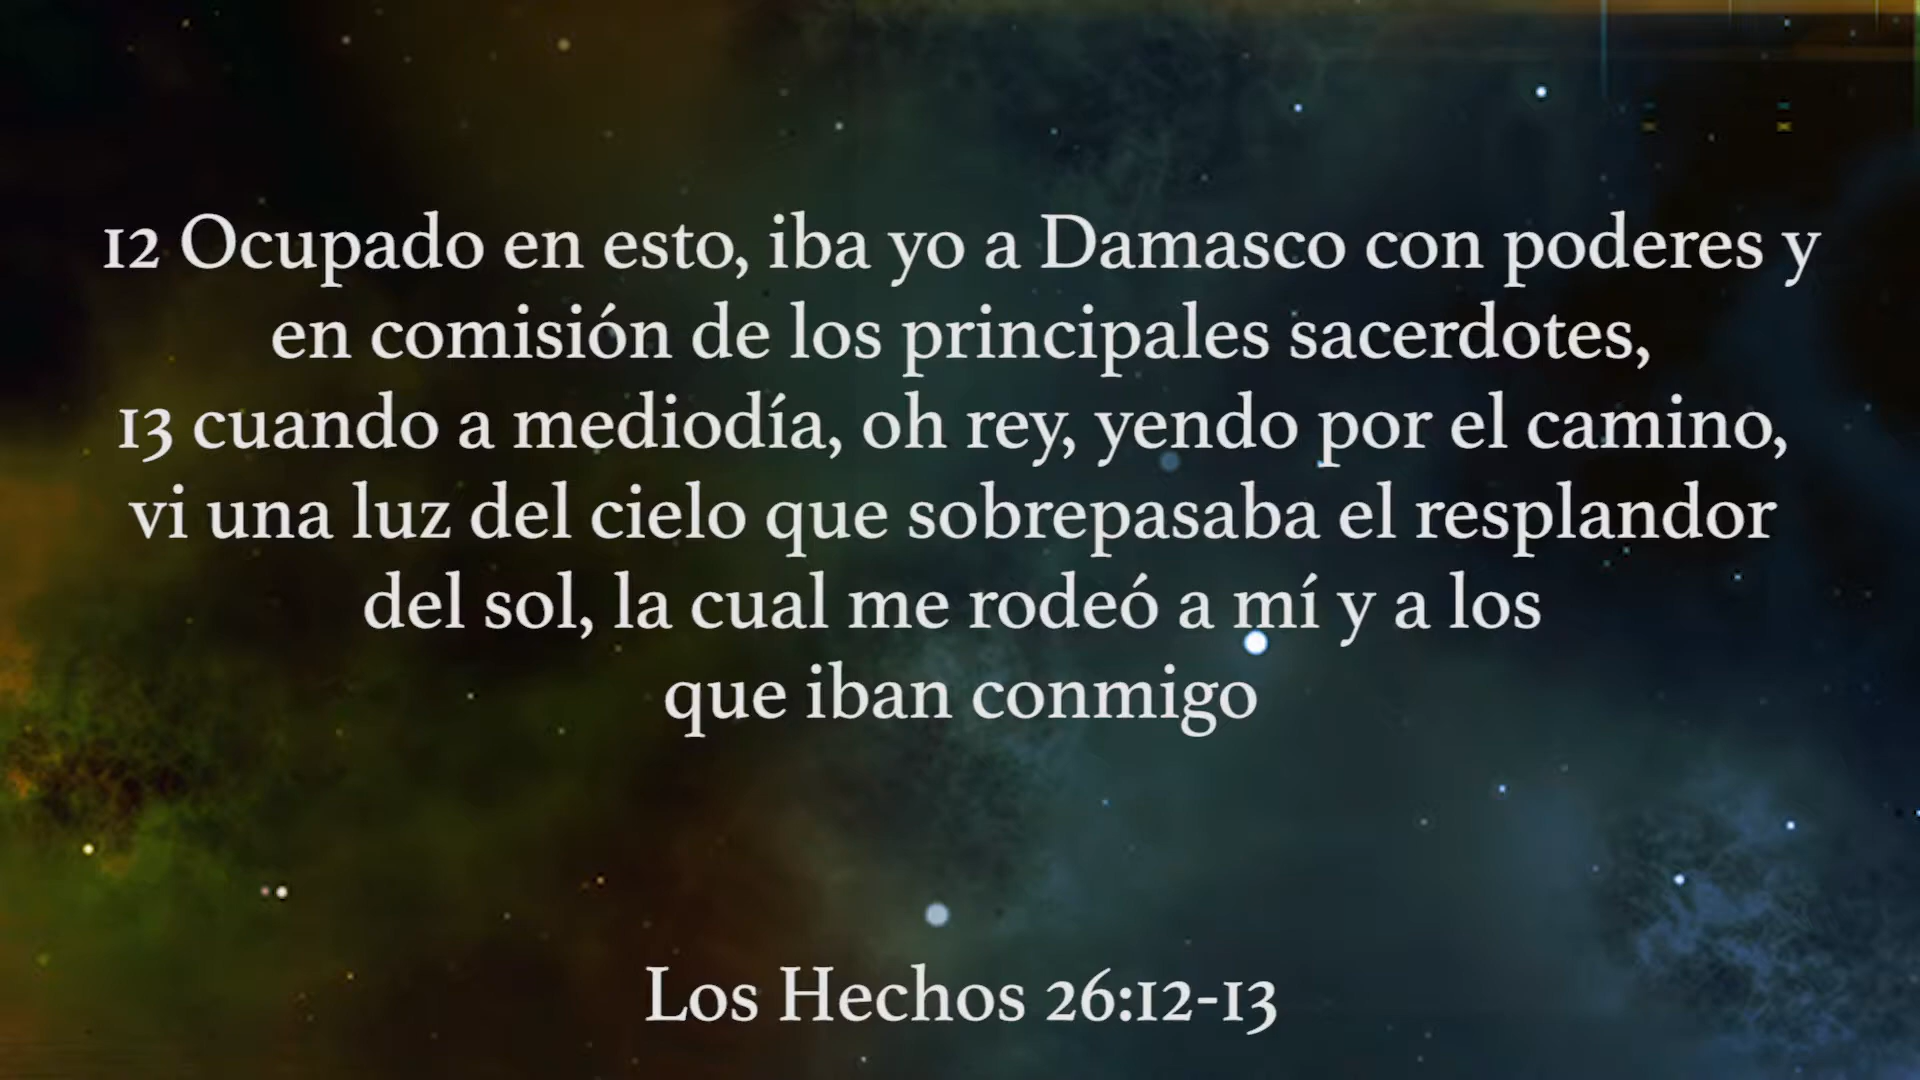 12 Ocupado en esto, iba yo a Damasco con poderes y
en comisión de los principales sacerdotes,
13 cuando a mediodía, oh rey, yendo por el camino,
vi una luz del cielo que sobrepasaba el resplandor
del sol, la cual me rodeó a mí y a los
que iban conmigo
Los Hechos 26:12-13